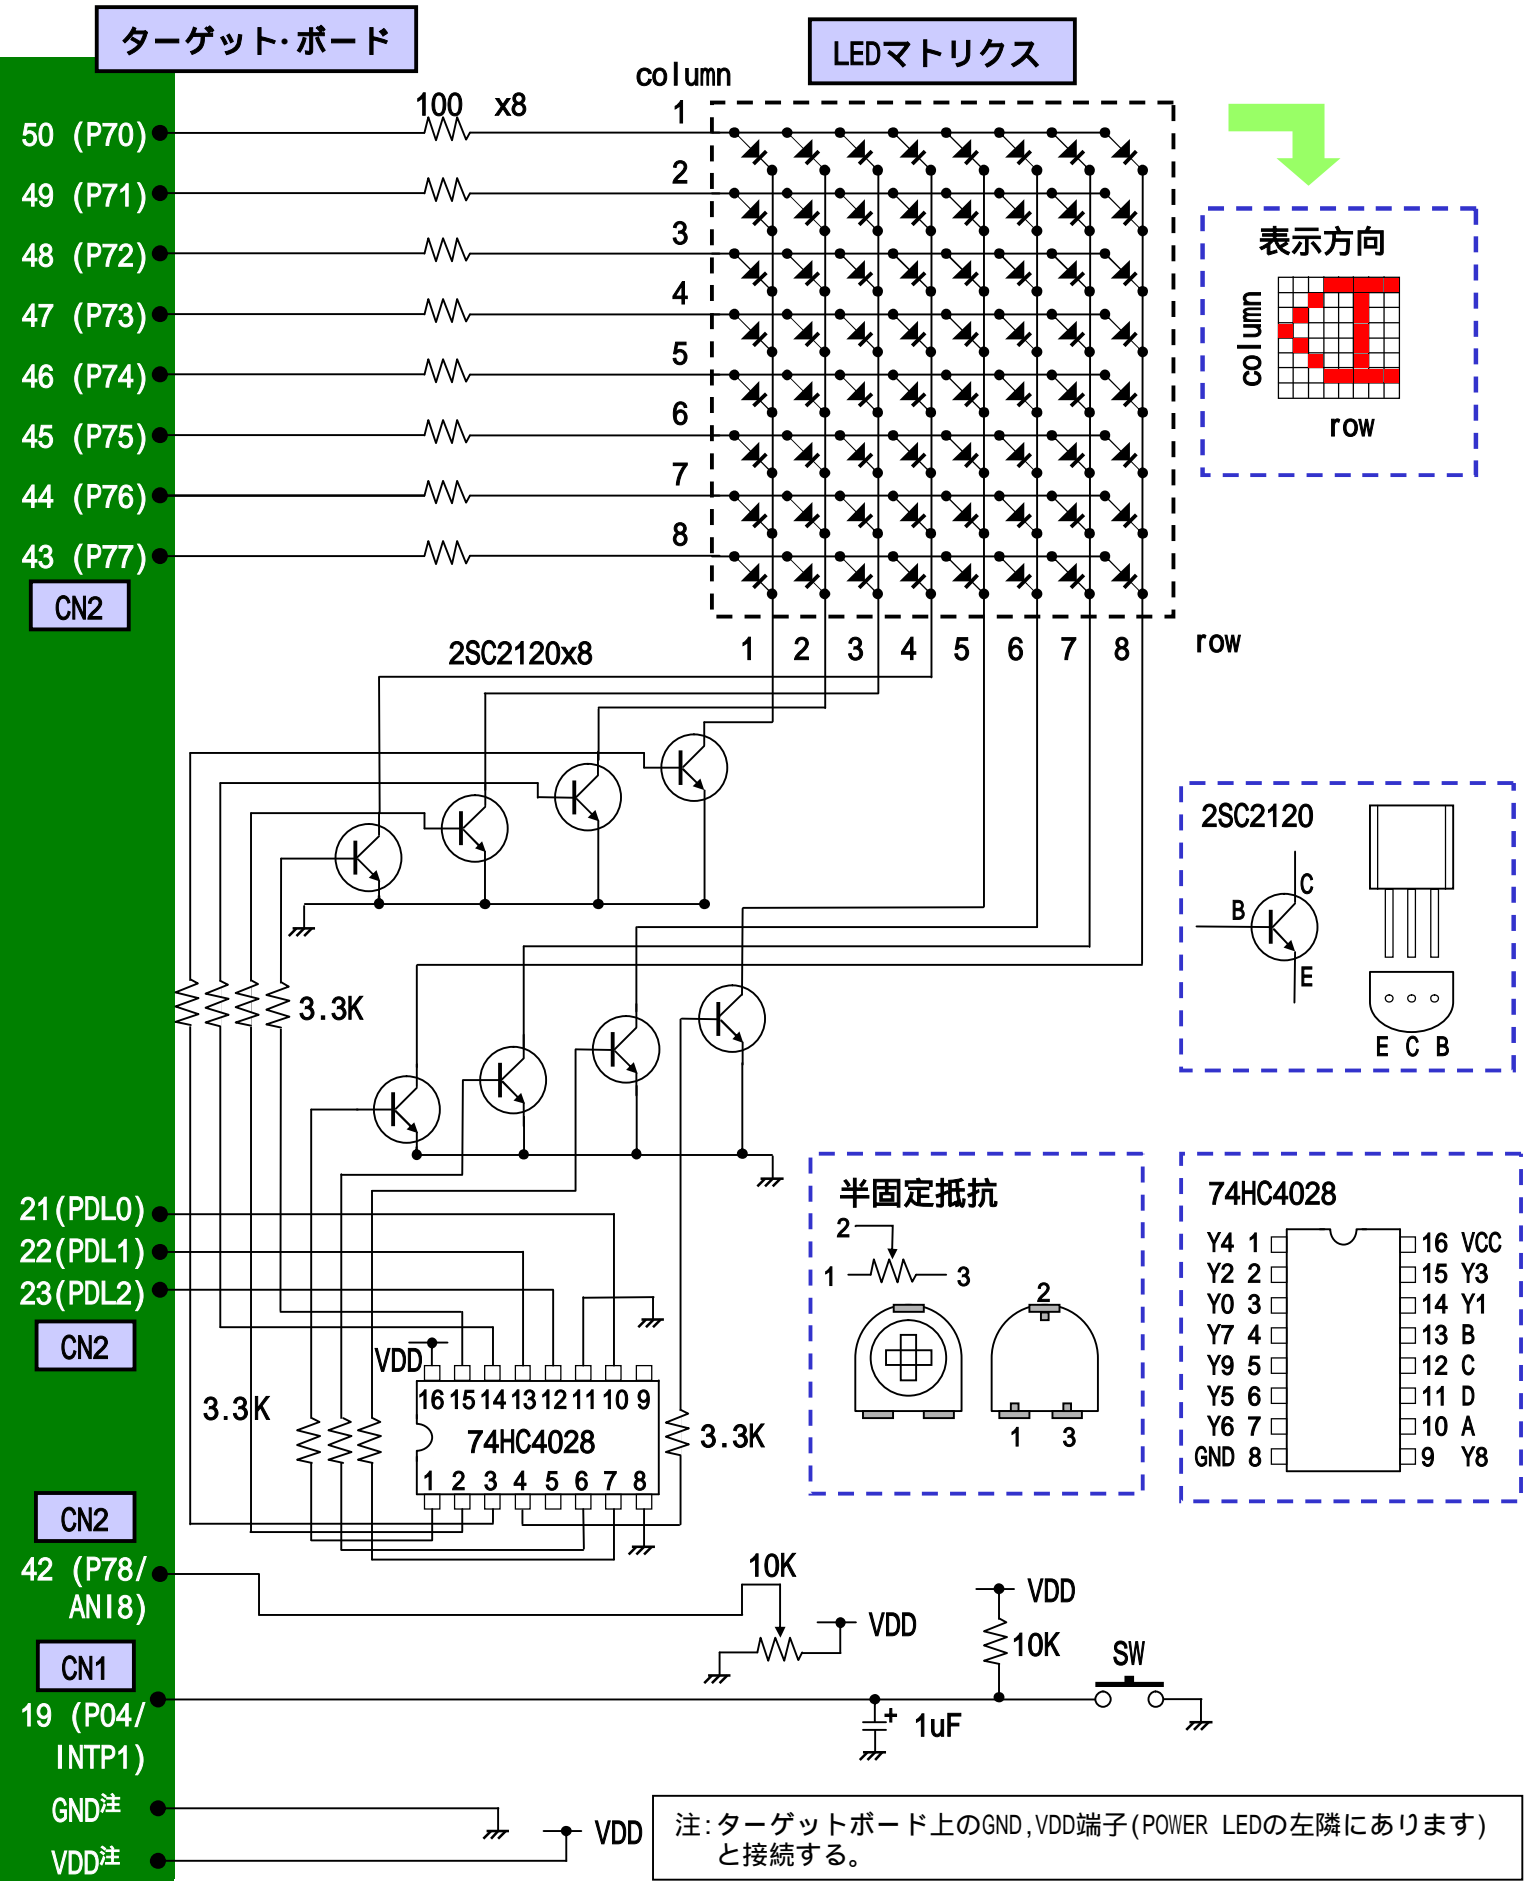 ターゲット・ボード
LEDマトリクス
column
100 x8
50 (P70)
49 (P71)
48 (P72)
47 (P73)
46 (P74)
45 (P75)
44 (P76)
43 (P77)
CN2
1
2
3
4
5
6
7
8
1 2 3 4 5 6 7 8
row
表示方向
column
row
2SC2120x8
3.3K
2SC2120
C
B
E
E C B
21(PDL0)
22(PDL1)
23(PDL2)
CN2
VDD
3.3K
16 15 14 13 12 11 10 9
74HC4028
1 2 3 4 5 6 7 8
3.3K
半固定抵抗
2
1
3
2
1 3
74HC4028
Y4 1
Y2 2
Y0 3
Y7 4
Y9 5
Y5 6
Y6 7
GND 8
16 VCC
15 Y3
14 Y1
13 B
12 C
11 D
10 A
9 Y8
CN2
42 (P78/
ANI8)
10K
VDD
VDD
10K
SW
CN1
19 (P04/
INTP1)
+
1uF
GND注
VDD注
VDD
注:ターゲットボード上のGND,VDD端子(POWER LEDの左隣にあります)
と接続する。